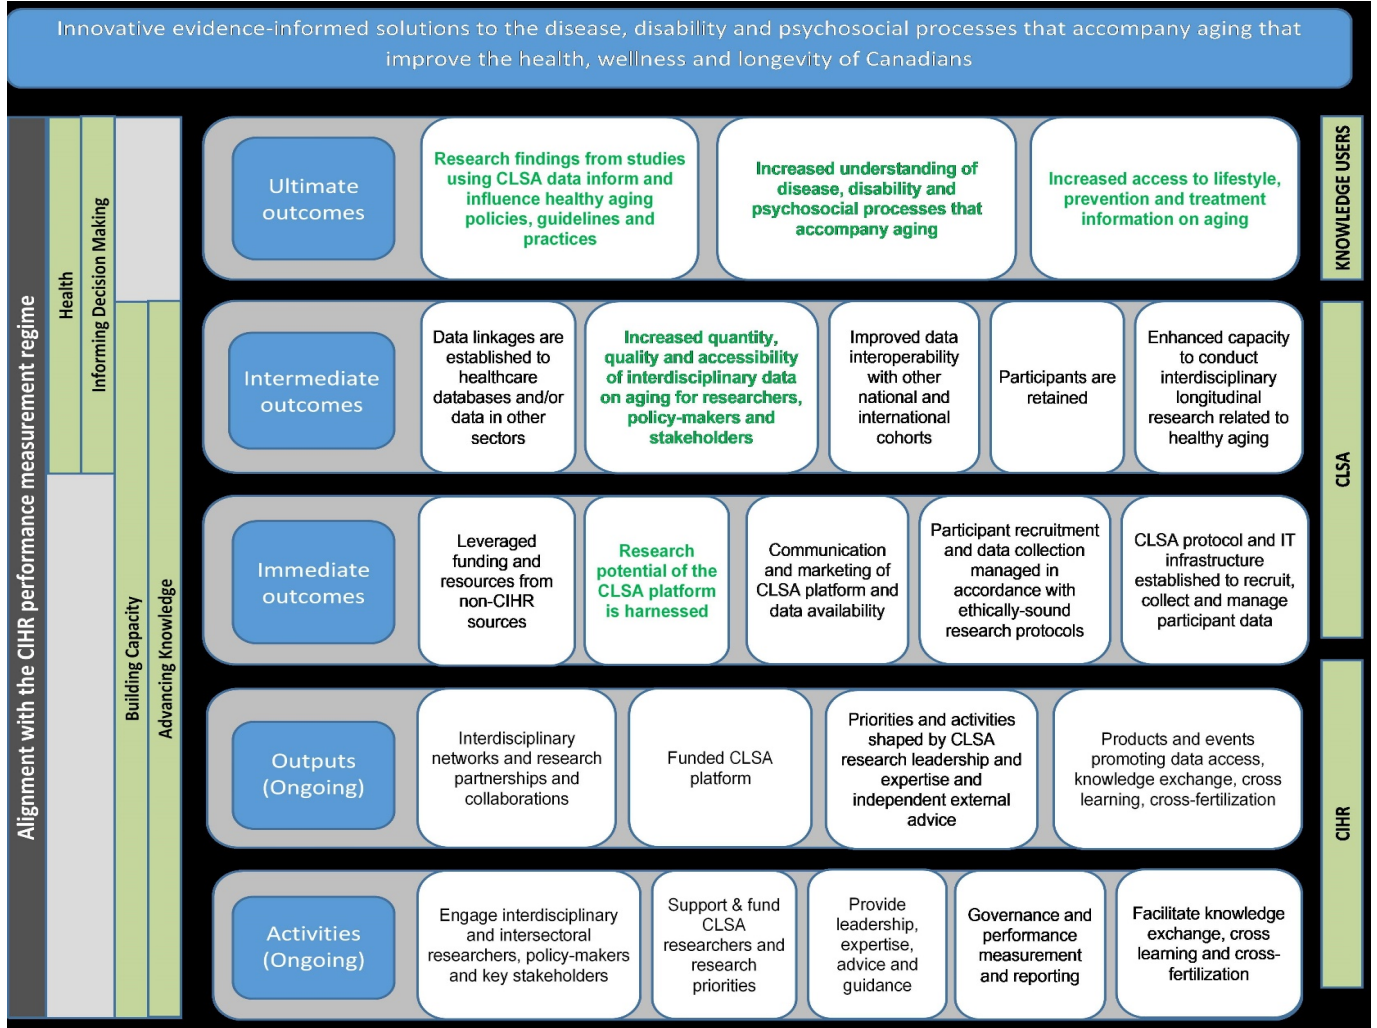 Innovative evidence-informed solutions to the disease, disability and psychosocial processes that accompany aging that
improve the health, wellness and longevity of Canadians
Alignment with the CIHR performance measurement regime
Health
Informing Decision Making
Building Capacity
Advancing Knowledge
Ultimate
outcomes
Research findings from studies
using CLSA data inform and
influence healthy aging
policies, guidelines and
practices
Increased understanding of
disease, disability and
psychosocial processes that
accompany aging
Increased access to lifestyle,
prevention and treatment
information on aging
KNOWLEDGE USERS
Intermediate
outcomes
Data linkages are
established to
healthcare
databases and/or
data in other
sectors
Increased quantity,
quality and accessibility
of interdisciplinary data
on aging for researchers,
policy-makers and
stakeholders
Improved data
interoperability
with other
national and
international
cohorts
Participants are
retained
Enhanced capacity
to conduct
interdisciplinary
longitudinal
research related to
healthy aging
CLSA
Immediate
outcomes
Leveraged
funding and
resources from
non-CIHR
sources
Research
potential of the
CLSA platform
is harnessed
Communication
and marketing of
CLSA platform and
data availability
Participant recruitment
and data collection
managed in
accordance with
ethically-sound
research protocols
CLSA protocol and IT
infrastructure
established to recruit,
collect and manage
participant data
Outputs
(Ongoing)
Interdisciplinary
networks and research
partnerships and
collaborations
Funded CLSA
platform
Priorities and activities
shaped by CLSA
research leadership and
expertise and
independent external
advice
Products and events
promoting data access,
knowledge exchange, cross
learning, cross-fertilization
CIHR
Activities
(Ongoing)
Engage interdisciplinary
and intersectoral
researchers, policy-makers
and key stakeholders
Support & fund
CLSA
researchers and
research
priorities
Provide
leadership,
expertise,
advice and
guidance
Governance and
performance
measurement
and reporting
Facilitate knowledge
exchange, cross
learning and cross-
fertilization